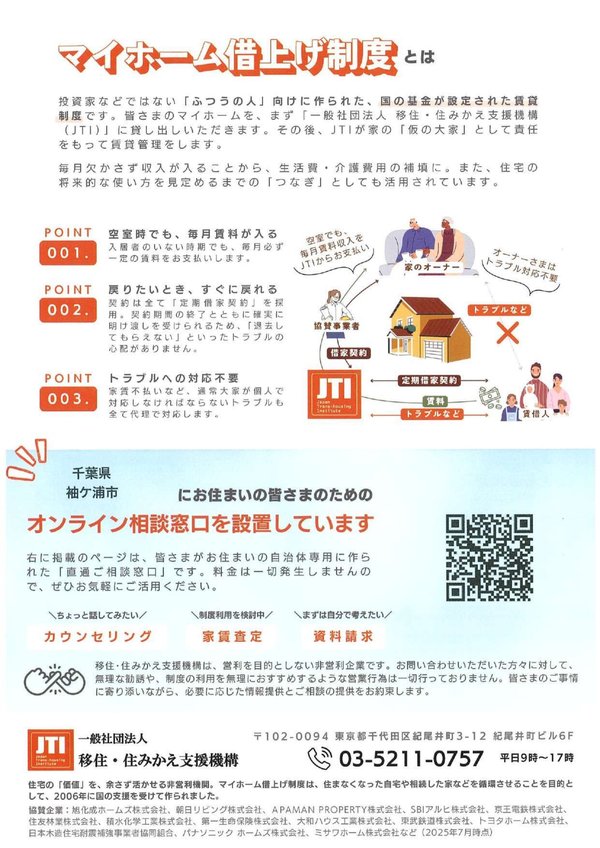 マイホーム借上げ制度とは
投資家などではない「ふつうの人」向けに作られた、国の基金が設定された賃貸
制度です。皆さまのマイホームを、まず「一般社団法人 移住・住みかえ支援機構
（JTI）」に貸し出しいただきます。その後、JTIが家の「仮の大家」として責任
をもって賃貸管理をします。
毎月欠かさず収入が入ることから、生活費・介護費用の補填に。また、住宅の
将来的な使い方を見定めるまでの「つなぎ」としても活用されています。
POINT
001.
空室時でも、毎月賃料が入る
入居者のいない時期でも、毎月必ず
一定の賃料をお支払いします。
POINT
002.
戻りたいとき、すぐに戻れる
契約は全て「定期借家契約」を採
用。契約期間の終了とともに確実に
明け渡しを受けられるため、「退去し
てもらえない」といったトラブルの
心配がありません。
POINT
003.
トラブルへの対応不要
家賃不払いなど、通常大家が個人で
対応しなければならないトラブルも
全て代理で対応します。
空室でも、
毎月賃料収入を
JTIからお支払い
家のオーナー
オーナーさまは
トラブル対応不要
協賛事業者
トラブルなど
借家契約
JTI
Japan
Trans-housing
Institute
定期借家契約
賃料
トラブルなど
賃借人
千葉県
袖ケ浦市
にお住まいの皆さまのための
オンライン相談窓口を設置しています
右に掲載のページは、皆さまがお住まいの自治体専用に作ら
れた「直通ご相談窓口」です。料金は一切発生しませんの
で、ぜひお気軽にご活用ください。
＼ちょっと話してみたい／
カウンセリング
＼制度利用を検討中／
家賃査定
＼まずは自分で考えたい／
資料請求
移住・住みかえ支援機構は、営利を目的としない非営利企業です。お問い合わせいただいた方々に対して、
無理な勧誘や、制度の利用を無理におすすめするような営業行為は一切行っておりません。皆さまのご事情
に寄り添いながら、必要に応じた情報提供とご相談の提供をお約束します。
JTI
Japan
Trans-housing
Institute
一般社団法人
移住・住みかえ支援機構
〒102-0094 東京都千代田区紀尾井町3-12 紀尾井町ビル6F
03-5211-0757 平日9時～17時
住宅の「価値」を、余さず活かせる非営利機関。マイホーム借上げ制度は、住まなくなった自宅や相続した家などを循環させることを目的と
して、2006年に国の支援を受けて作られました。
協賛企業：旭化成ホームズ株式会社、朝日リビング株式会社、APAMAN PROPERTY株式会社、SBIアルヒ株式会社、京王電鉄株式会社、
住友林業株式会社、積水化学工業株式会社、第一生命保険株式会社、大和ハウス工業株式会社、東武鉄道株式会社、トヨタホーム株式会社、
日本木造住宅耐震補強事業者協同組合、パナソニック ホームズ株式会社、ミサワホーム株式会社など（2025年7月時点）